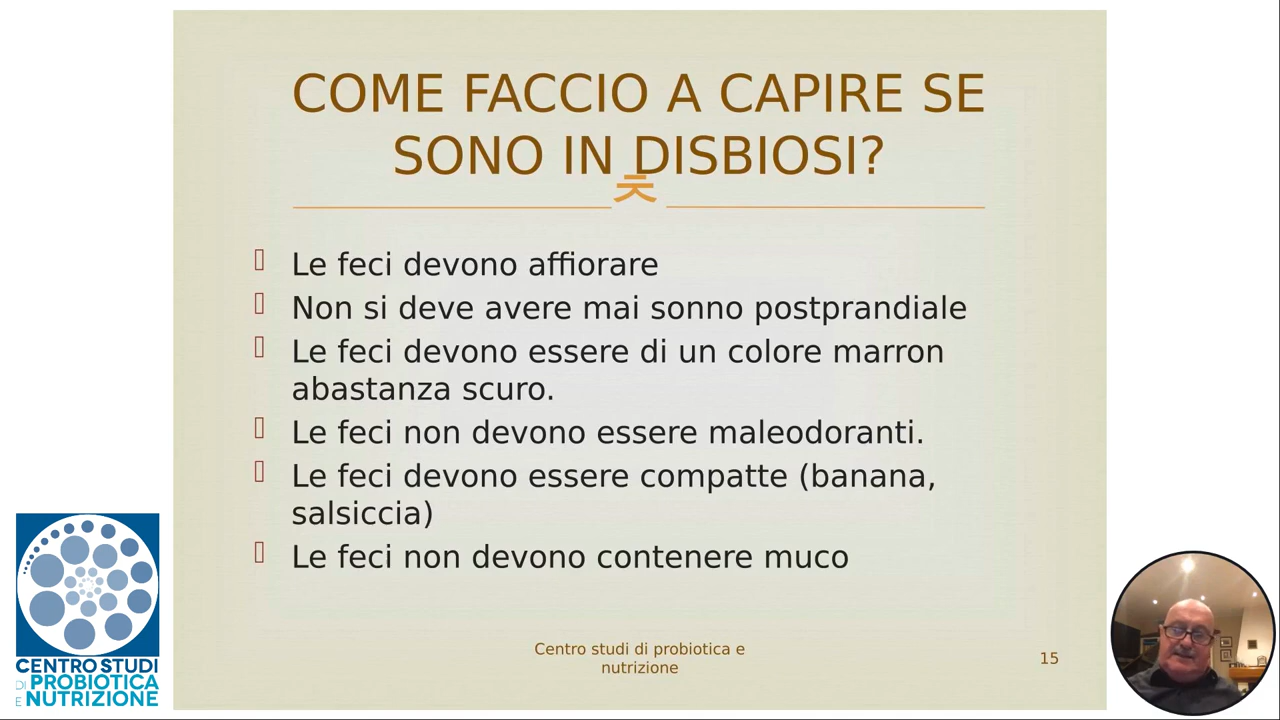 COME FACCIO A CAPIRE SE
SONO IN DISBIOSI?
Le feci devono affiorare
Non si deve avere mai sonno postprandiale
Le feci devono essere di un colore marron
abastanza scuro.
Le feci non devono essere maleodoranti.
Le feci devono essere compatte (banana,
salsiccia)
Le feci non devono contenere muco
Centro studi di probiotica e
nutrizione
15
CENTRO STUDI
DI PROBIOTICA
E NUTRIZIONE